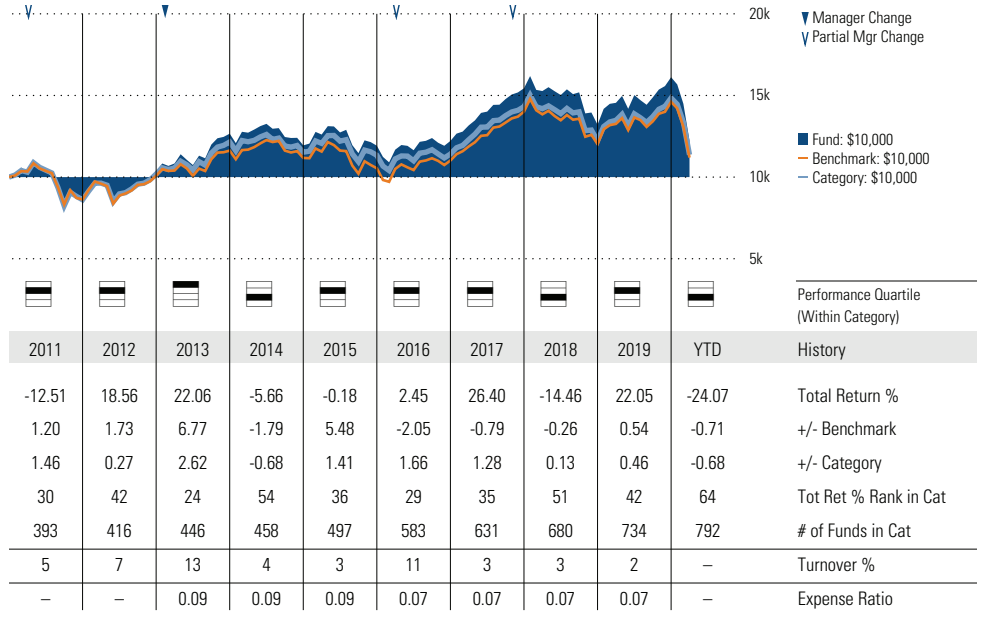 20k
15k
10k
5k
Manager Change
Partial Mgr Change
Fund: $10,000
Benchmark: $10,000
Category: $10,000
Performance Quartile
(Within Category)
2011 2012 2013 2014 2015 2016 2017 2018 2019 YTD History
-12.51 18.56 22.06 -5.66 -0.18 2.45 26.40 -14.46 22.05 -24.07 Total Return %
1.20 1.73 6.77 -1.79 5.48 -2.05 -0.79 -0.26 0.54 -0.71 +/- Benchmark
1.46 0.27 2.62 -0.68 1.41 1.66 1.28 0.13 0.46 -0.68 +/- Category
30 42 24 54 36 29 35 51 42 64 Tot Ret % Rank in Cat
393 416 446 458 497 583 631 680 734 792 # of Funds in Cat
5 7 13 4 3 11 3 3 2 – Turnover %
– – 0.09 0.09 0.09 0.07 0.07 0.07 0.07 – Expense Ratio